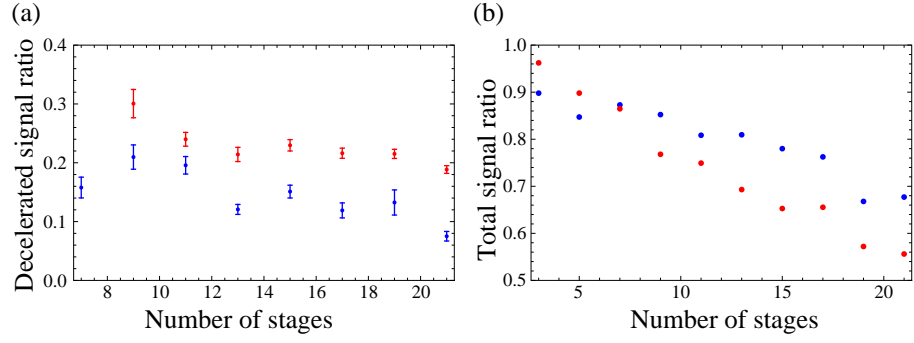 (a)
Decelerated signal ratio
0.4
0.3
0.2
0.1
0.0
8 10 12 14 16 18 20
Number of stages
(b)
Total signal ratio
1.0
0.9
0.8
0.7
0.6
0.5
5 10 15 20
Number of stages